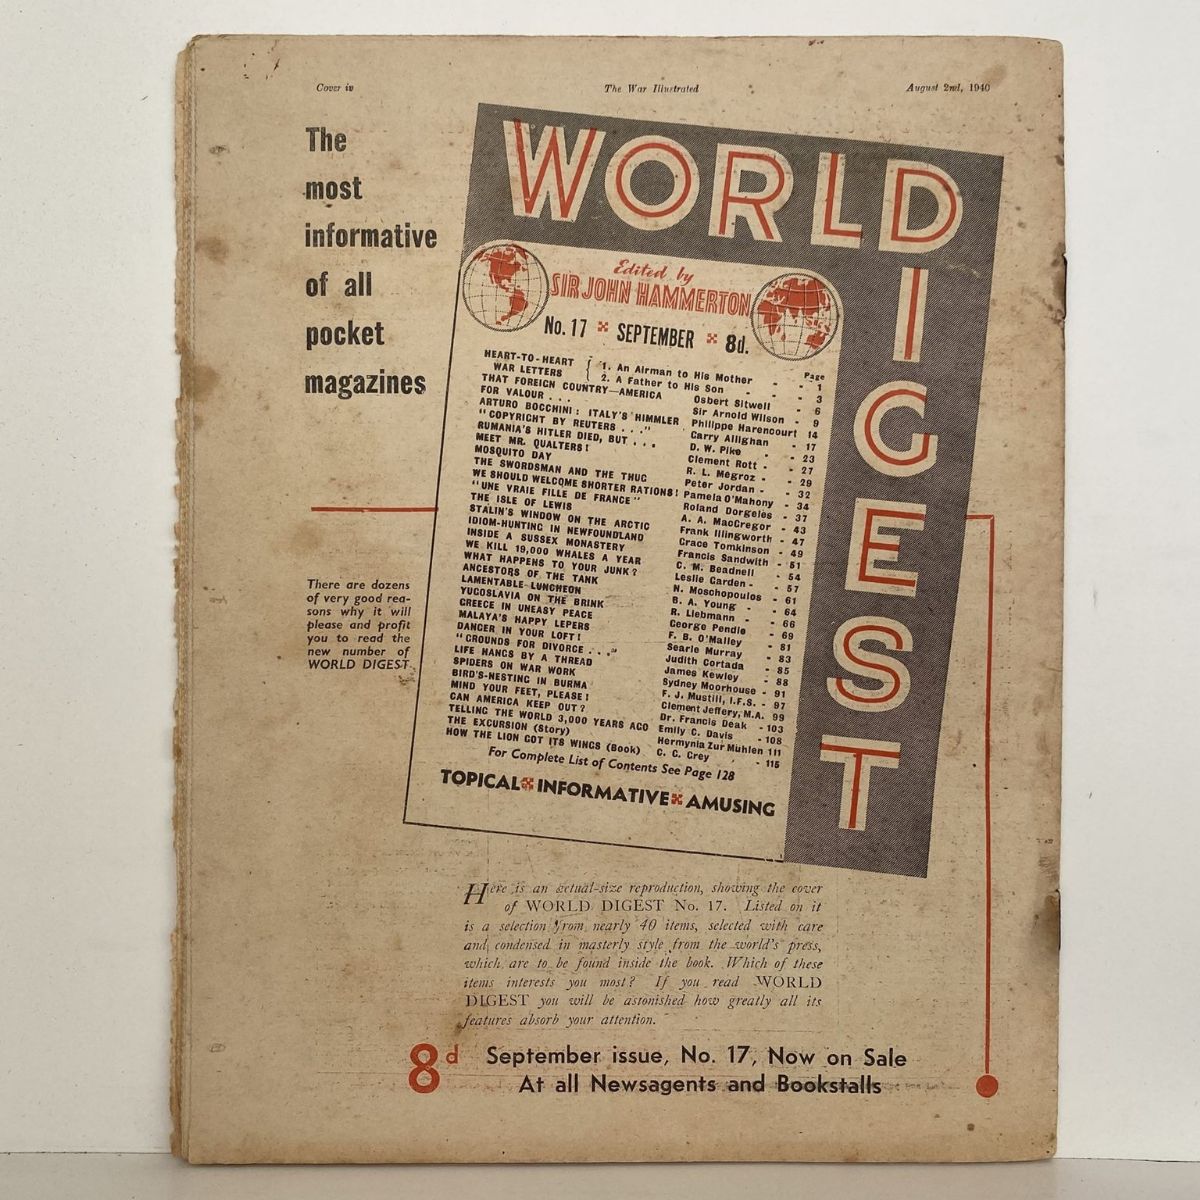 Cover iv
The War Illustrated
August 2nd, 1940
The
most
informative
of all
pocket
magazines
WORLD
DIGEST
Edited by
SIR JOHN HAMMERTON
No. 17 SEPTEMBER 8d.
Page
HEART-TO-HEART WAR LETTERS { 1. An Airman to His Mother - - 1
2. A Father to His Son - - - 3
THAT FOREIGN COUNTRY—AMERICA Osbert Sitwell - 6
FOR VALOUR . . . Sir Arnold Wilson - 9
ARTURO BOCCHINI: ITALY'S HIMMLER Philippe Harencourt 14
"COPYRIGHT BY REUTERS . . ." Garry Allighan - 17
RUMANIA'S HITLER DIED, BUT . . . D. W. Pike - 23
MEET MR. QUALTERS! Clement Rott - - 27
MOSQUITO DAY R. L. Megroz - - 29
THE SWORDSMAN AND THE THUG Peter Jordan - - 32
WE SHOULD WELCOME SHORTER RATIONS! Pamela O'Mahony - 34
"UNE VRAIE FILLE DE FRANCE" Roland Dorgeles - 37
THE ISLE OF LEWIS A. A. MacGregor - 43
STALIN'S WINDOW ON THE ARCTIC Frank Illingworth - 47
IDIOM-HUNTING IN NEWFOUNDLAND Grace Tomkinson - 49
INSIDE A SUSSEX MONASTERY Francis Sandwith - 51
WE KILL 19,000 WHALES A YEAR C. M. Beadnell - 54
WHAT HAPPENS TO YOUR JUNK? Leslie Garden - - 57
ANCESTORS OF THE TANK N. Moschopoulos - 61
LAMENTABLE LUNCHEON B. A. Young - - 64
YUGOSLAVIA ON THE BRINK R. Liebmann - - 66
GREECE IN UNEASY PEACE George Pendle - 69
MALAYA'S HAPPY LEPERS F. B. O'Malley - 81
DANGER IN YOUR LOFT! Searle Murray - 83
"GROUNDS FOR DIVORCE . . ." Judith Cortada - 85
LIFE HANGS BY A THREAD James Kewley - 88
SPIDERS ON WAR WORK Sydney Moorhouse - 91
BIRD'S-NESTING IN BURMA F. J. Mustill, I.F.S. - 97
MIND YOUR FEET, PLEASE! Clement Jeffery, M.A. 99
CAN AMERICA KEEP OUT? Dr. Francis Deak - 103
TELLING THE WORLD 3,000 YEARS AGO Emily C. Davis - 108
THE EXCURSION (Story) Hermynia Zur Muhlen 111
HOW THE LION GOT ITS WINGS (Book) C. C. Grey - 115
For Complete List of Contents See Page 128
TOPICAL INFORMATIVE AMUSING
There are dozens
of very good rea-
sons why it will
please and profit
you to read the
new number of
WORLD DIGEST
Here is an actual-size reproduction, showing the cover
of WORLD DIGEST No. 17. Listed on it
is a selection from nearly 40 items, selected with care
and condensed in masterly style from the world's press,
which are to be found inside the book. Which of these
items interests you most? If you read WORLD
DIGEST you will be astonished how greatly all its
features absorb your attention.
8d September issue, No. 17, Now on Sale
At all Newsagents and Bookstalls